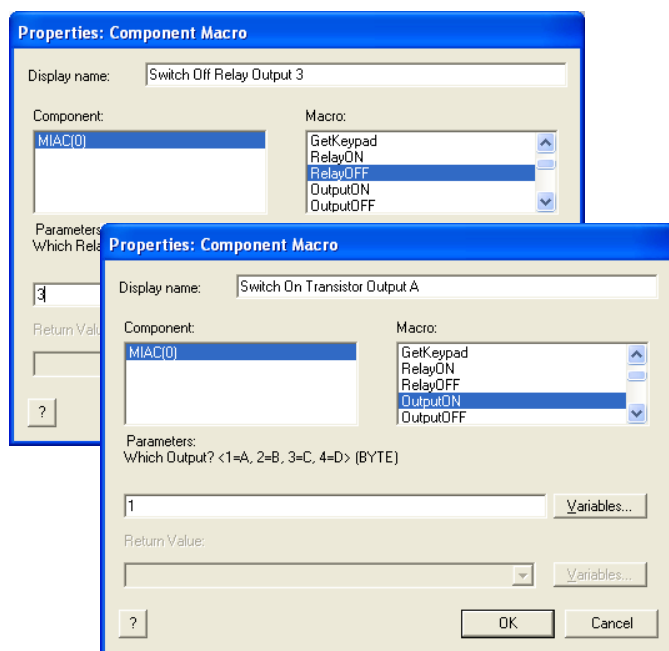 Properties: Component Macro
Display name: Switch Off Relay Output 3
Component: Macro:
MIAC(0)
GetKeypad
RelayON
RelayOFF
OutputON
OutputOFF
Parameters
Which Rela
3
Return Valu
?
Properties: Component Macro
Display name: Switch On Transistor Output A
Component: Macro:
MIAC(0)
GetKeypad
RelayON
RelayOFF
OutputON
OutputOFF
Parameters:
Which Output? <1=A, 2=B, 3=C, 4=D> (BYTE)
1 Variables...
Return Value:
Variables...
? OK Cancel